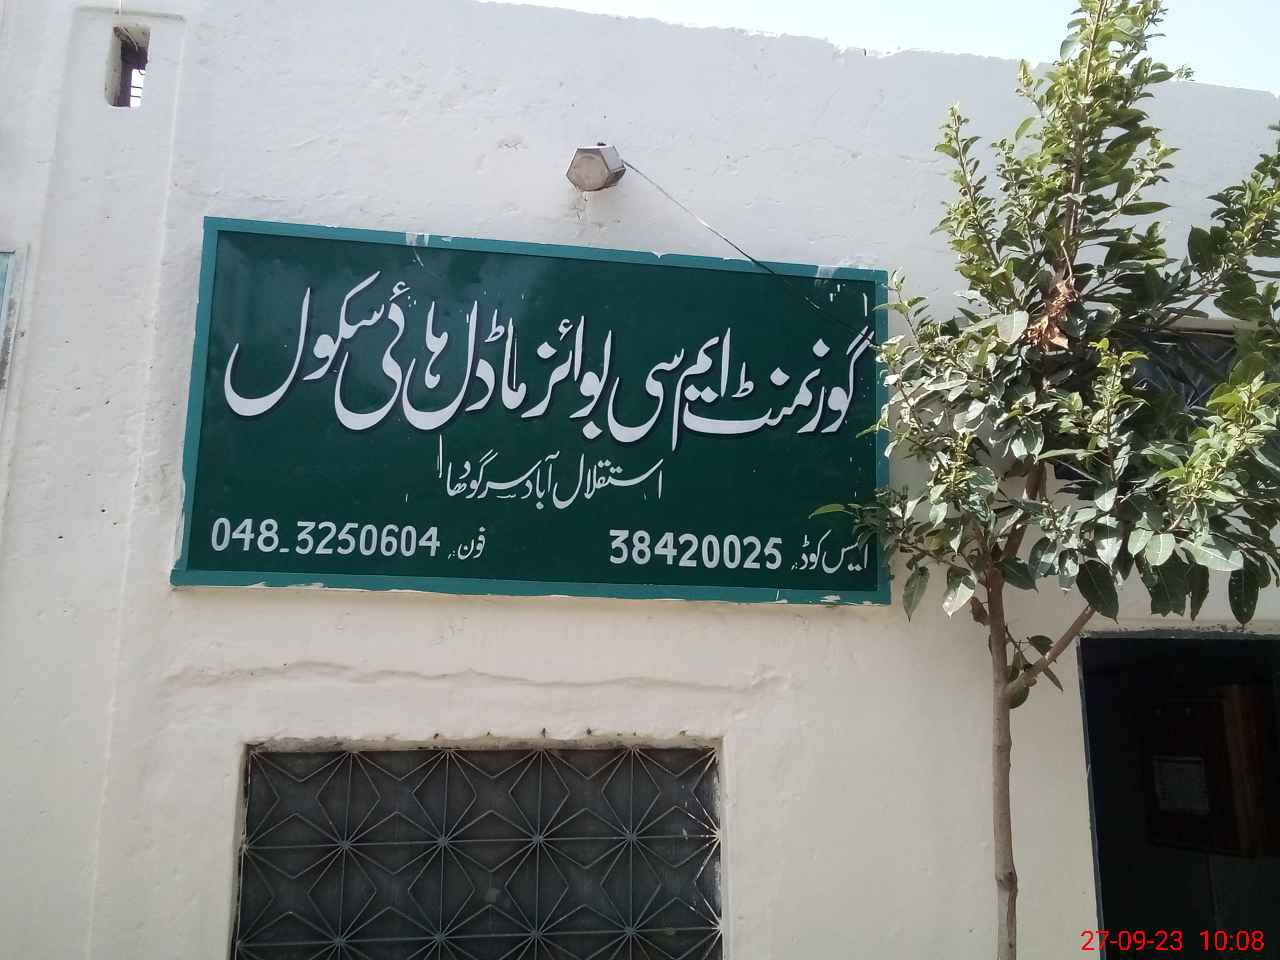 گورنمنٹ ایم سی بوائز ماڈل ہائی سکول
استقلال آباد سرگودھا
ایس کوڈ 38420025 فون 048-3250604
27-09-23 10:08